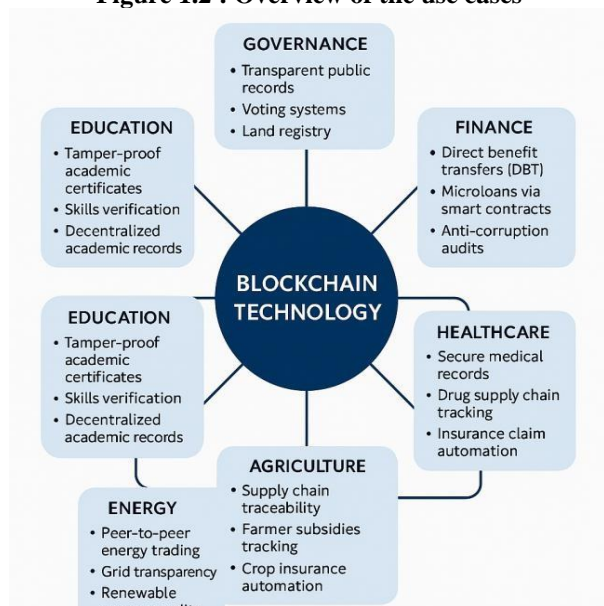 Figure 1.2 : Overview of the use cases
GOVERNANCE
• Transparent public
records
• Voting systems
• Land registry
EDUCATION
• Tamper-proof
academic
certificates
• Skills verification
• Decentralized
academic records
FINANCE
• Direct benefit
transfers (DBT)
• Microloans via
smart contracts
• Anti-corruption
audits
BLOCKCHAIN
TECHNOLOGY
EDUCATION
• Tamper-proof
academic
certificates
• Skills verification
• Decentralized
academic records
HEALTHCARE
• Secure medical
records
• Drug supply chain
tracking
• Insurance claim
automation
AGRICULTURE
• Supply chain
traceability
• Farmer subsidies
tracking
• Crop insurance
automation
ENERGY
• Peer-to-peer
energy trading
• Grid transparency
• Renewable